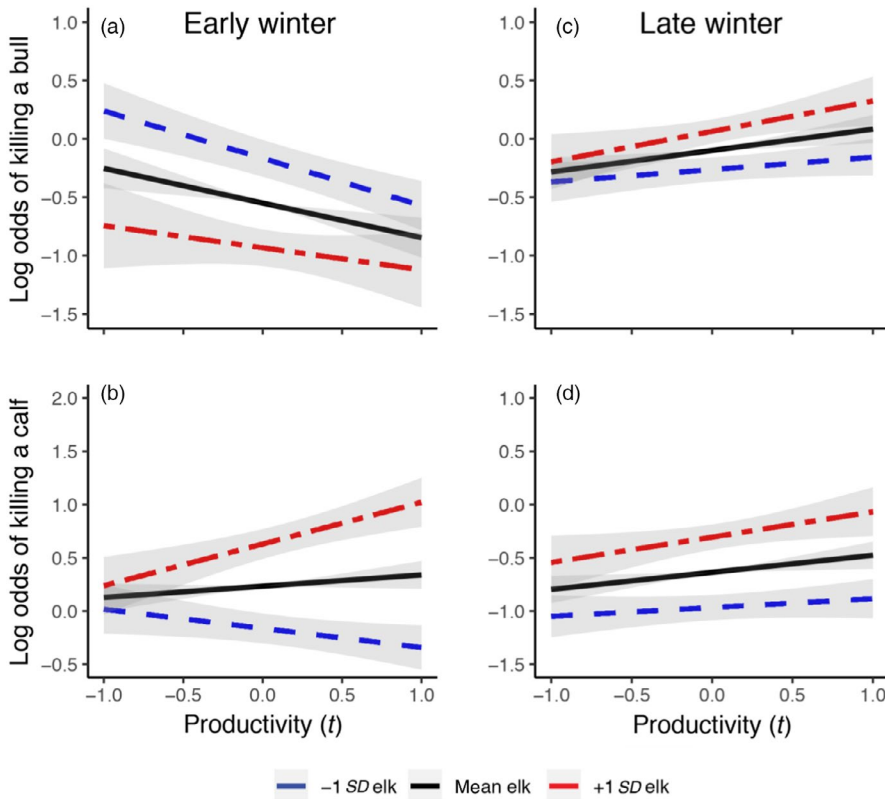 (a) Early winter
(c) Late winter
Log odds of killing a bull
1.0
0.5
0.0
−0.5
−1.0
−1.5
1.0
0.5
0.0
−0.5
−1.0
−1.5
(b)
(d)
Log odds of killing a calf
2.0
1.5
1.0
0.5
0.0
−0.5
1.0
0.5
0.0
−0.5
−1.0
−1.5
−1.0 −0.5 0.0 0.5 1.0
−1.0 −0.5 0.0 0.5 1.0
Productivity (t)
Productivity (t)
−1 SD elk Mean elk +1 SD elk